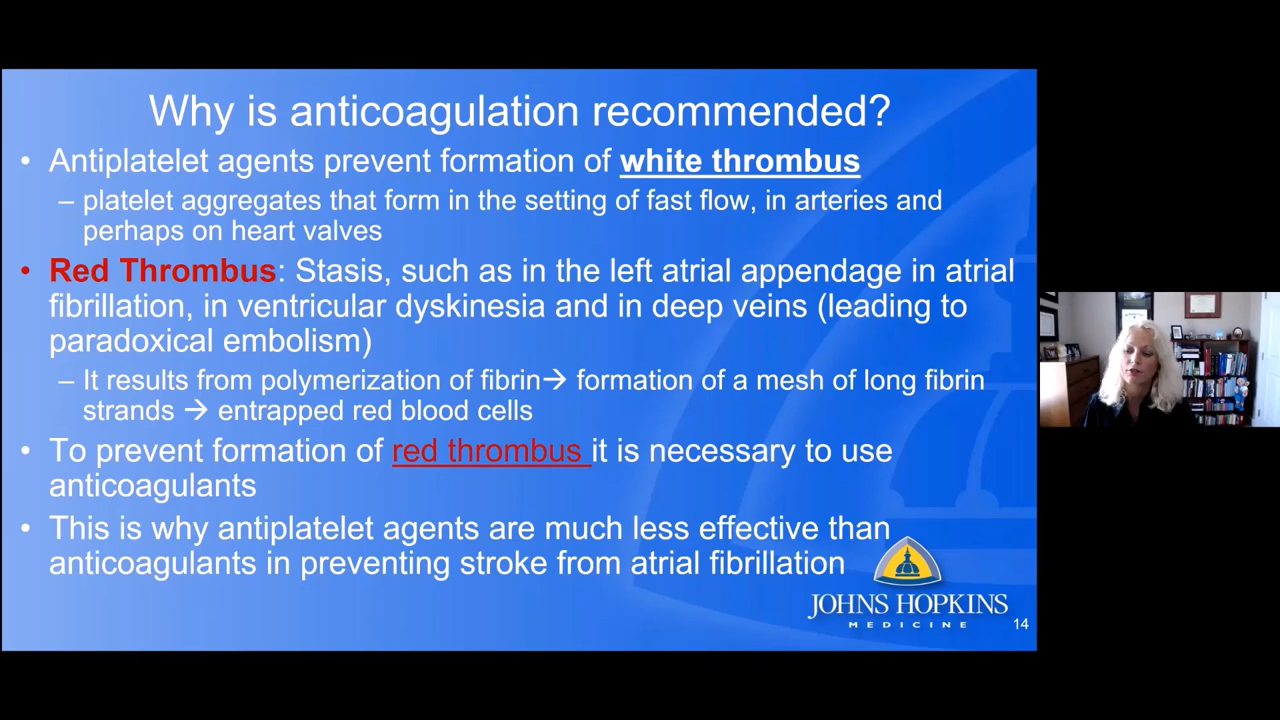 Why is anticoagulation recommended?
• Antiplatelet agents prevent formation of white thrombus
– platelet aggregates that form in the setting of fast flow, in arteries and
perhaps on heart valves
• Red Thrombus: Stasis, such as in the left atrial appendage in atrial
fibrillation, in ventricular dyskinesia and in deep veins (leading to
paradoxical embolism)
– It results from polymerization of fibrin→ formation of a mesh of long fibrin
strands → entrapped red blood cells
• To prevent formation of red thrombus it is necessary to use
anticoagulants
• This is why antiplatelet agents are much less effective than
anticoagulants in preventing stroke from atrial fibrillation
JOHNS HOPKINS
MEDICINE
14